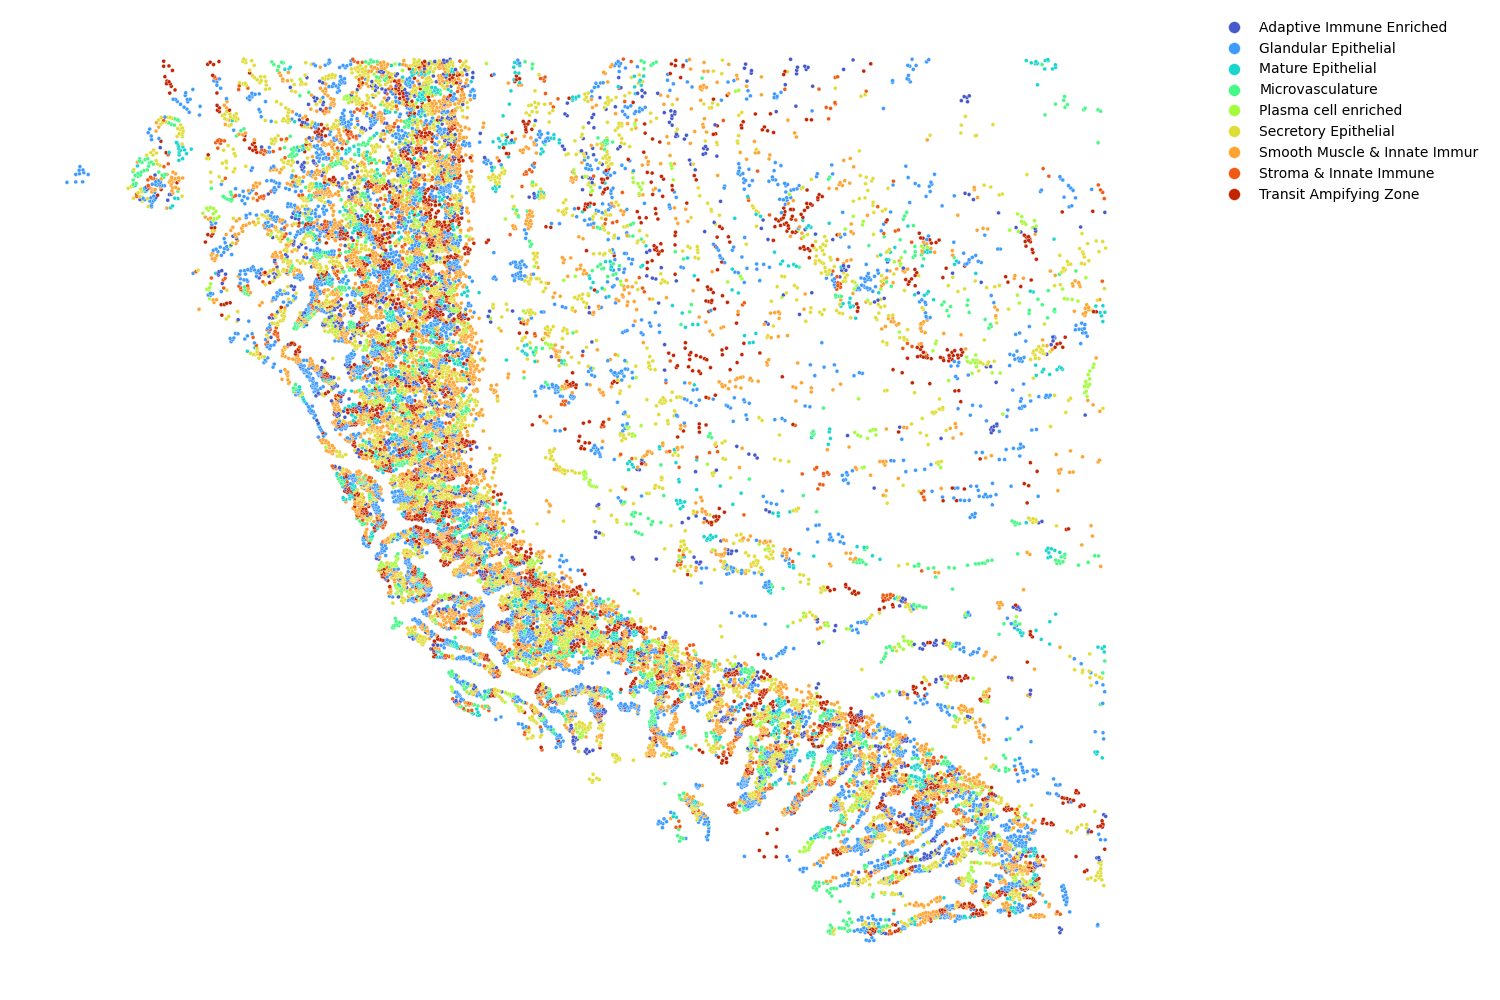 Adaptive Immune Enriched
Glandular Epithelial
Mature Epithelial
Microvasculature
Plasma cell enriched
Secretory Epithelial
Smooth Muscle & Innate Immur
Stroma & Innate Immune
Transit Ampifying Zone